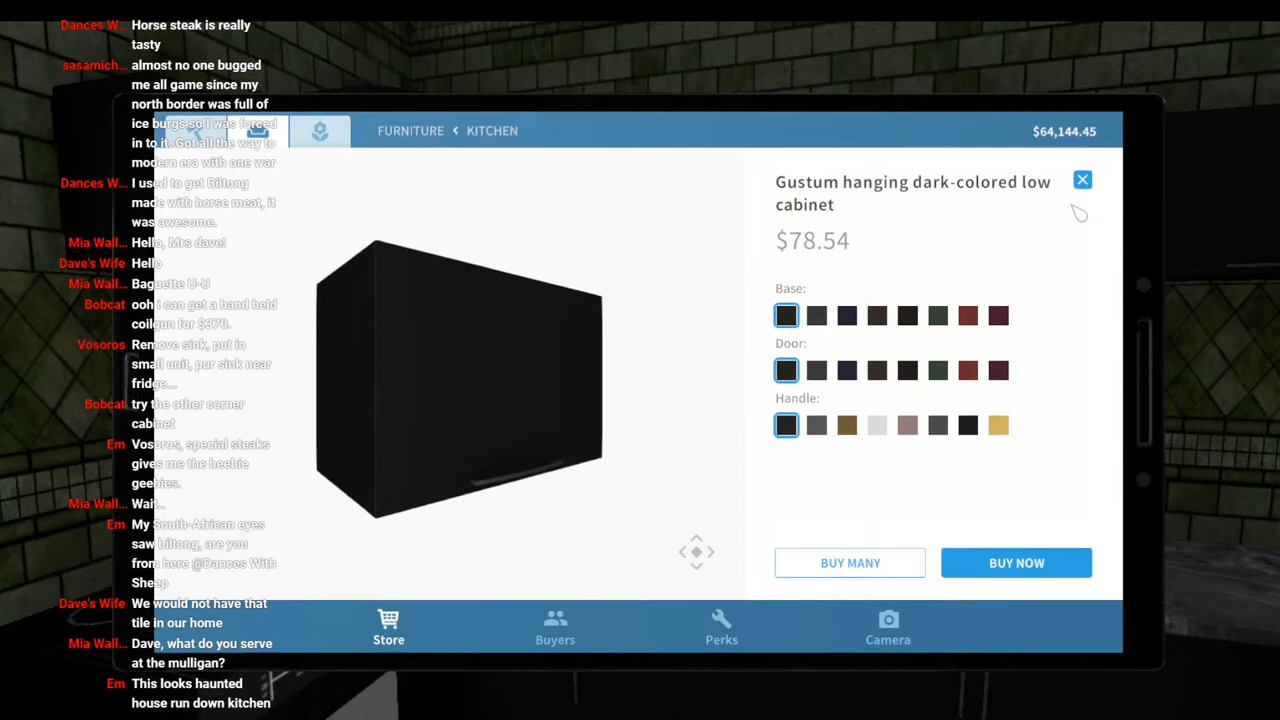 Dances W... Horse steak is really
tasty
sasamich... almost no one bugged
me all game since my
north border was full of
ice burgs so I was forced
in to it. Got all the way to
modern era with one war
Dances W... I used to get Biltong
made with horse meat, it
was awesome.
Mia Wall... Hello, Mrs dave!
Dave's Wife Hello
Mia Wall... Baguette U-U
Bobcat ooh i can get a hand held
coilgun for $370.
Vosoros Remove sink, put in
small unit, pur sink near
fridge...
Bobcat try the other corner
cabinet
Em Vosoros, special steaks
gives me the heebie
geebies.
Mia Wall... Wait..
Em My South-African eyes
saw biltong, are you
from here @Dances With
Sheep
Dave's Wife We would not have that
tile in our home
Mia Wall... Dave, what do you serve
at the mulligan?
Em This looks haunted
house run down kitchen
FURNITURE < KITCHEN
$64,144.45
Gustum hanging dark-colored low
cabinet
$78.54
Base:
Door:
Handle:
BUY MANY BUY NOW
Store Buyers Perks Camera